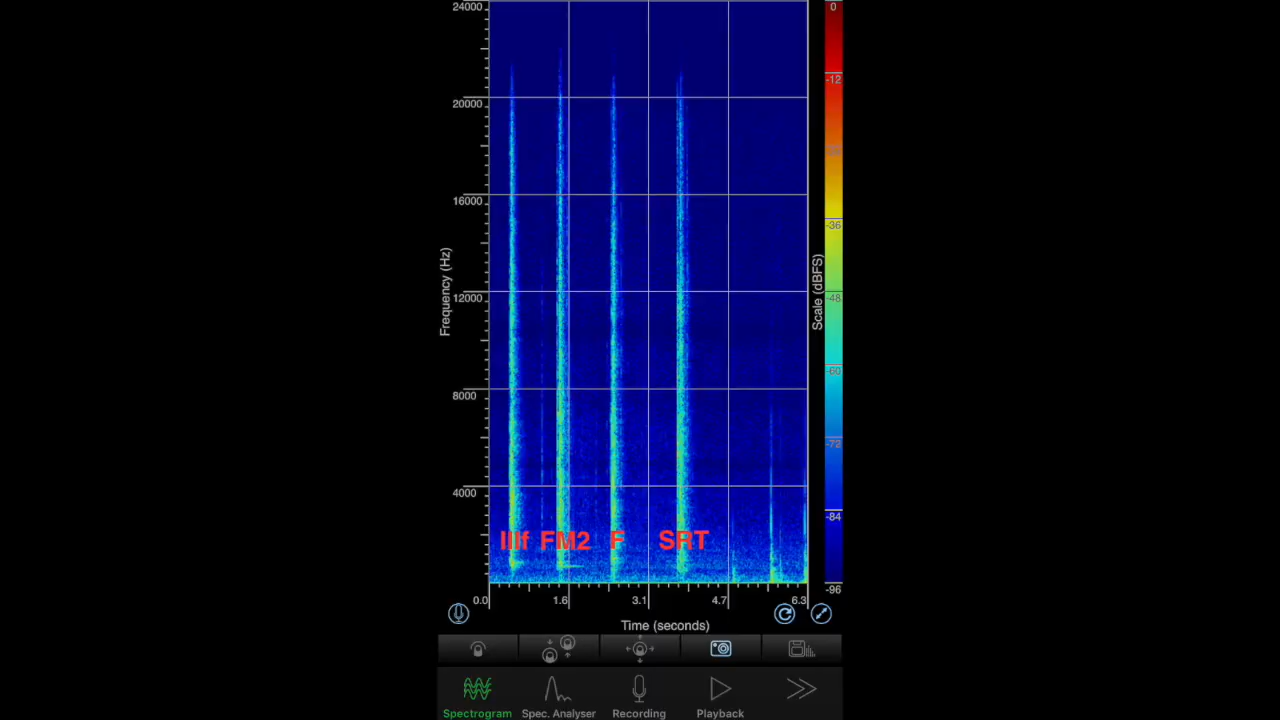 24000
20000
16000
12000
8000
4000
Frequency (Hz)
IIIf FM2 F SRT
0.0 1.6 3.1 4.7 6.3
Time (seconds)
0
-12
-36
-48
-60
-72
-84
-96
Scale (dBFS)
Spectrogram Spec. Analyser Recording Playback